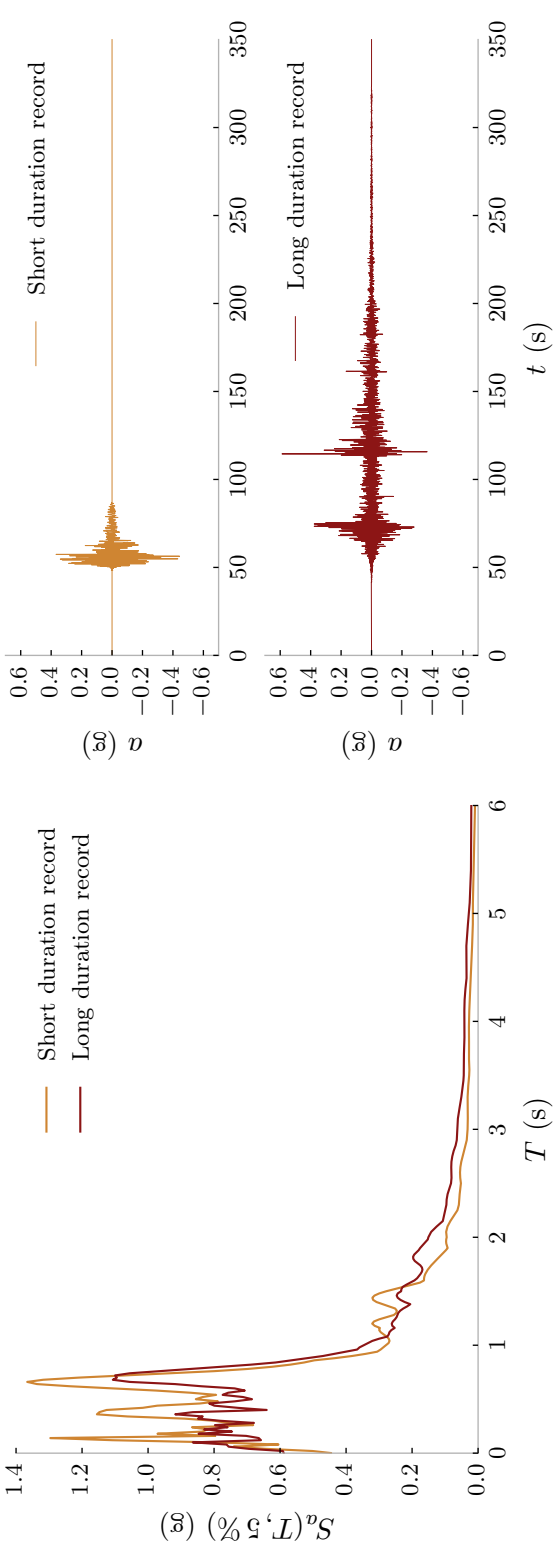 1.4
1.2
1.0
0.8
0.6
0.4
0.2
0.0
0 1 2 3 4 5 6
T (s)
Sₐ(T, 5 %) (g)
Short duration record
Long duration record
0.6
0.4
0.2
0.0
−0.2
−0.4
−0.6
a (g)
0 50 100 150 200 250 300 350
Short duration record
0.6
0.4
0.2
0.0
−0.2
−0.4
−0.6
a (g)
0 50 100 150 200 250 300 350
t (s)
Long duration record